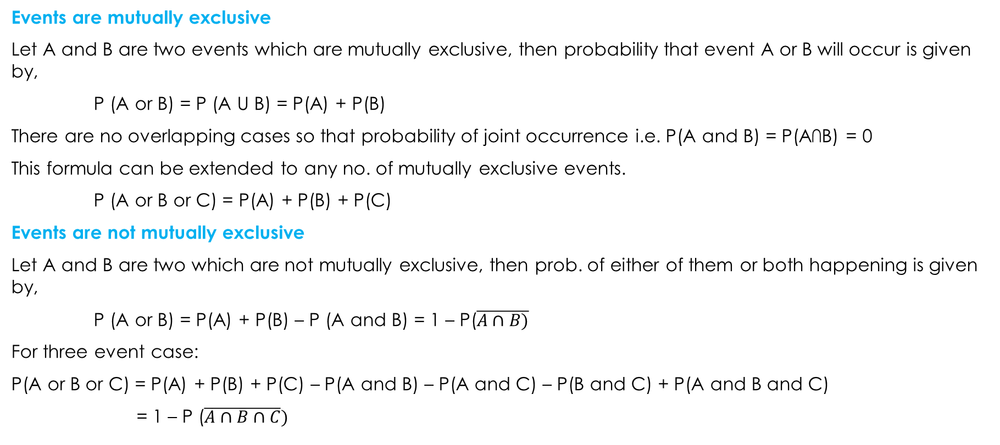 Events are mutually exclusive
Let A and B are two events which are mutually exclusive, then probability that event A or B will occur is given
by,
P (A or B) = P (A U B) = P(A) + P(B)
There are no overlapping cases so that probability of joint occurrence i.e. P(A and B) = P(A∩B) = 0
This formula can be extended to any no. of mutually exclusive events.
P (A or B or C) = P(A) + P(B) + P(C)
Events are not mutually exclusive
Let A and B are two which are not mutually exclusive, then prob. of either of them or both happening is given
by,
P (A or B) = P(A) + P(B) – P (A and B) = 1 – P(\overline{A ∩ B)}
For three event case:
P(A or B or C) = P(A) + P(B) + P(C) – P(A and B) – P(A and C) – P(B and C) + P(A and B and C)
= 1 – P (\overline{A ∩ B ∩ C})